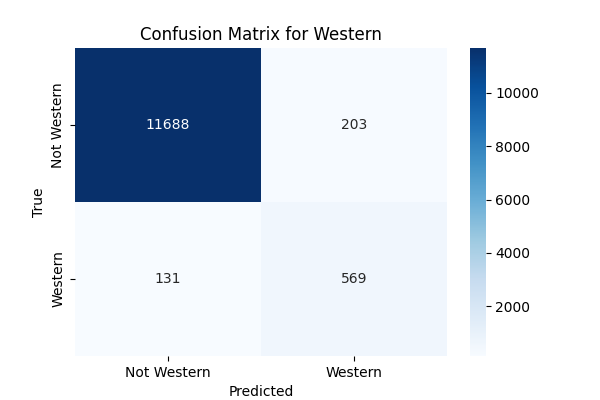 Confusion Matrix for Western
True
Not Western
Western
11688
203
131
569
Not Western
Western
Predicted
10000
8000
6000
4000
2000